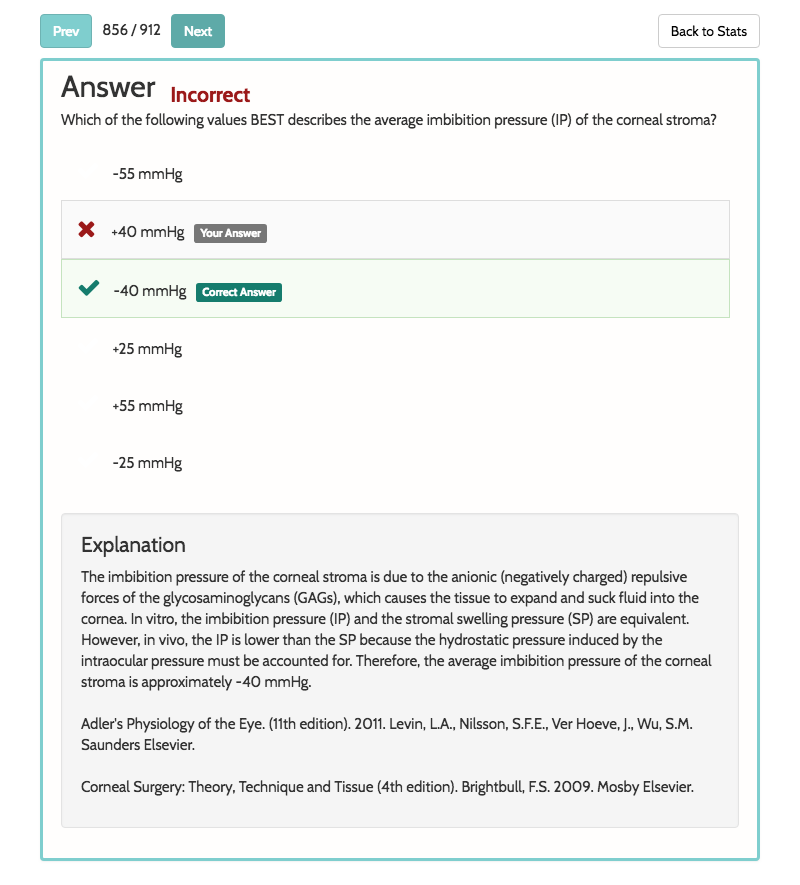 Prev 856 / 912 Next Back to Stats
Answer Incorrect
Which of the following values BEST describes the average imbibition pressure (IP) of the corneal stroma?
-55 mmHg
+40 mmHg Your Answer
-40 mmHg Correct Answer
+25 mmHg
+55 mmHg
-25 mmHg
Explanation
The imbibition pressure of the corneal stroma is due to the anionic (negatively charged) repulsive
forces of the glycosaminoglycans (GAGs), which causes the tissue to expand and suck fluid into the
cornea. In vitro, the imbibition pressure (IP) and the stromal swelling pressure (SP) are equivalent.
However, in vivo, the IP is lower than the SP because the hydrostatic pressure induced by the
intraocular pressure must be accounted for. Therefore, the average imbibition pressure of the corneal
stroma is approximately -40 mmHg.
Adler's Physiology of the Eye. (11th edition). 2011. Levin, L.A., Nilsson, S.F.E., Ver Hoeve, J., Wu, S.M.
Saunders Elsevier.
Corneal Surgery: Theory, Technique and Tissue (4th edition). Brightbull, F.S. 2009. Mosby Elsevier.